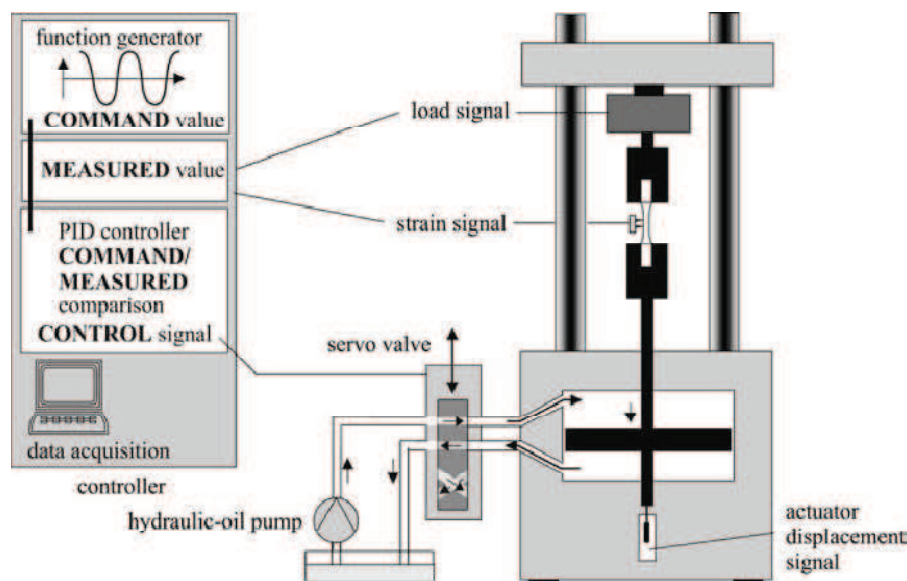 function generator
COMMAND value
MEASURED value
PID controller
COMMAND/
MEASURED
comparison
CONTROL signal
data acquisition
controller
load signal
strain signal
servo valve
hydraulic-oil pump
actuator
displacement
signal